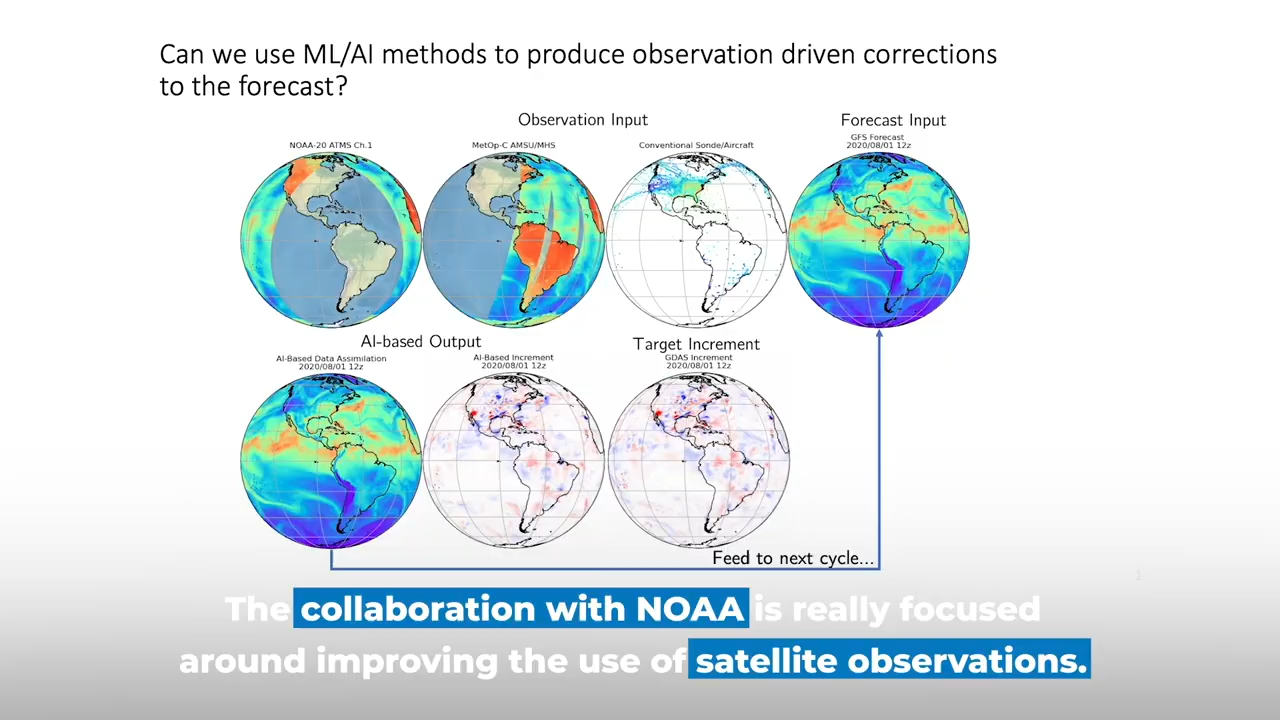 Can we use ML/AI methods to produce observation driven corrections
to the forecast?
Observation Input
Forecast Input
NOAA-20 ATMS Ch.1
MetOp-C AMSU/MHS
Conventional Sonde/Aircraft
GFS Forecast
2020/08/01 12z
AI-based Output
Target Increment
AI-Based Data Assimilation
2020/08/01 12z
AI-Based Increment
2020/08/01 12z
GDAS Increment
2020/08/01 12z
Feed to next cycle...
1
The collaboration with NOAA is really focused
around improving the use of satellite observations.